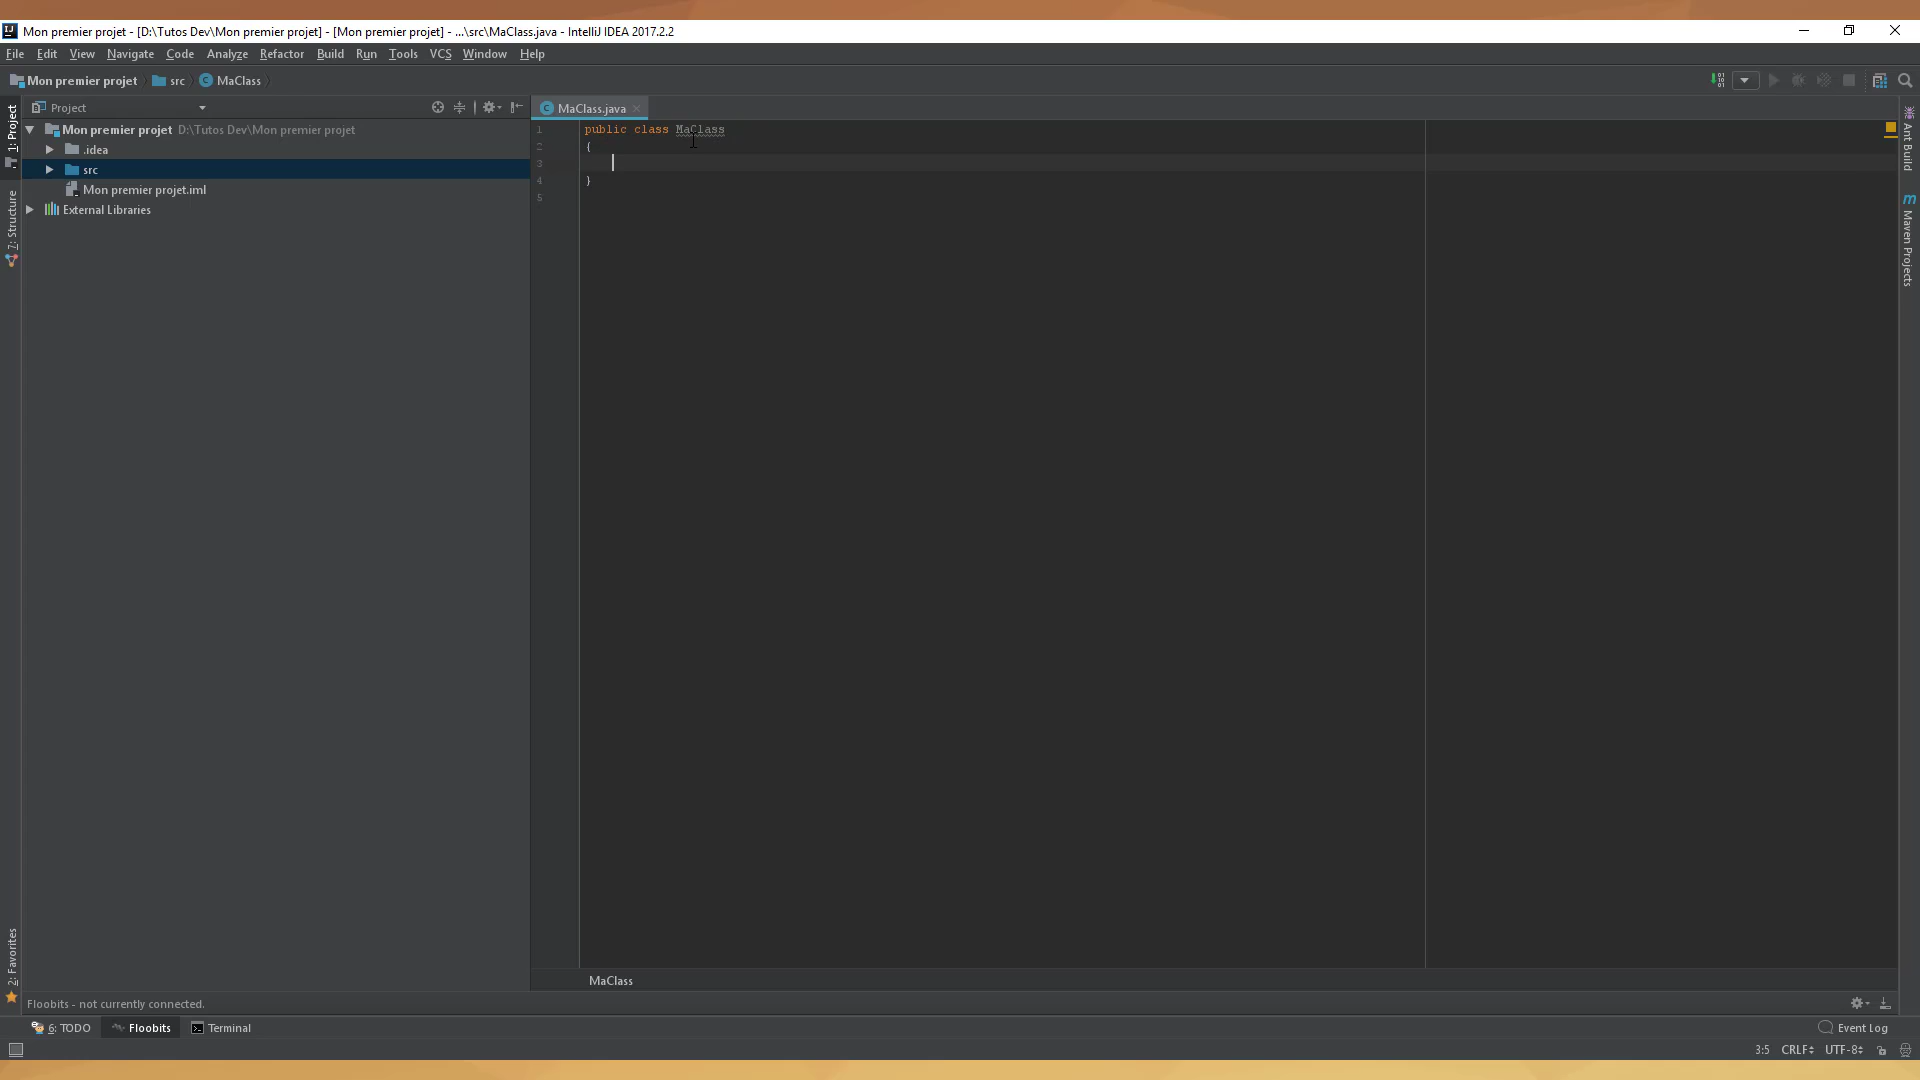 Mon premier projet - [D:\Tutos Dev\Mon premier projet] - [Mon premier projet] - ...\src\MaClass.java - IntelliJ IDEA 2017.2.2
File Edit View Navigate Code Analyze Refactor Build Run Tools VCS Window Help
Mon premier projet src MaClass
Project
MaClass.java
1: Project
7: Structure
2: Favorites
Mon premier projet D:\Tutos Dev\Mon premier projet
.idea
src
Mon premier projet.iml
External Libraries
1 public class MaClass
2 {
3
4 }
5
Ant Build
Maven Projects
MaClass
Floobits - not currently connected.
6: TODO Floobits Terminal Event Log
3:5 CRLF UTF-8